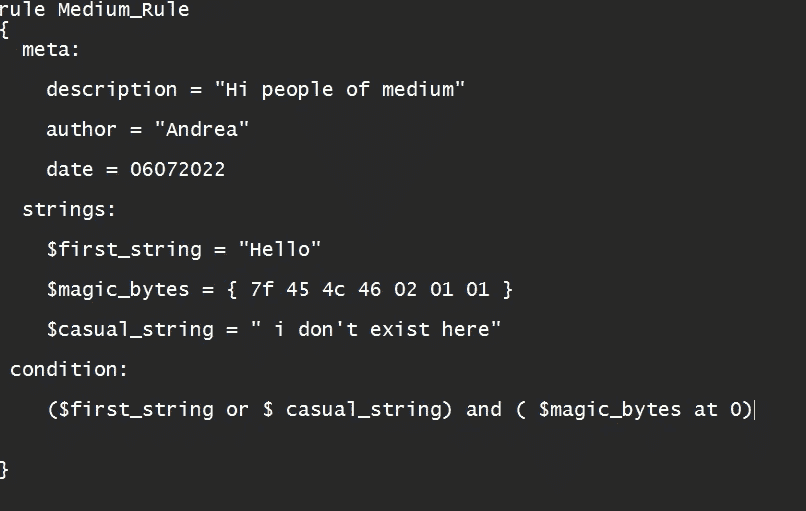 rule Medium_Rule
{
meta:
description = "Hi people of medium"
author = "Andrea"
date = 06072022
strings:
$first_string = "Hello"
$magic_bytes = { 7f 45 4c 46 02 01 01 }
$casual_string = " i don't exist here"
condition:
($first_string or $ casual_string) and ( $magic_bytes at 0)
}